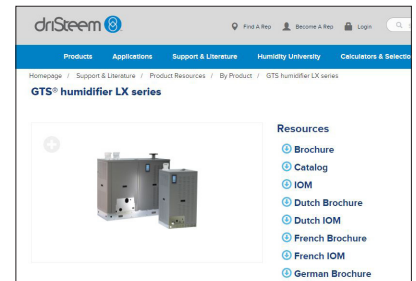 driSteem
Find A Rep Become A Rep Login
Products Applications Support & Literature Humidity University Calculators & Selectio
Homepage / Support & Literature / Product Resources / By Product / GTS humidifier LX series
GTS® humidifier LX series
Resources
Brochure
Catalog
IOM
Dutch Brochure
Dutch IOM
French Brochure
French IOM
German Brochure